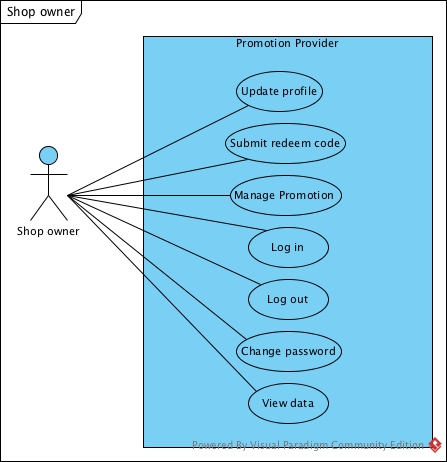 Shop owner
Promotion Provider
Update profile
Submit redeem code
Manage Promotion
Shop owner
Log in
Log out
Change password
View data
Powered By Visual Paradigm Community Edition